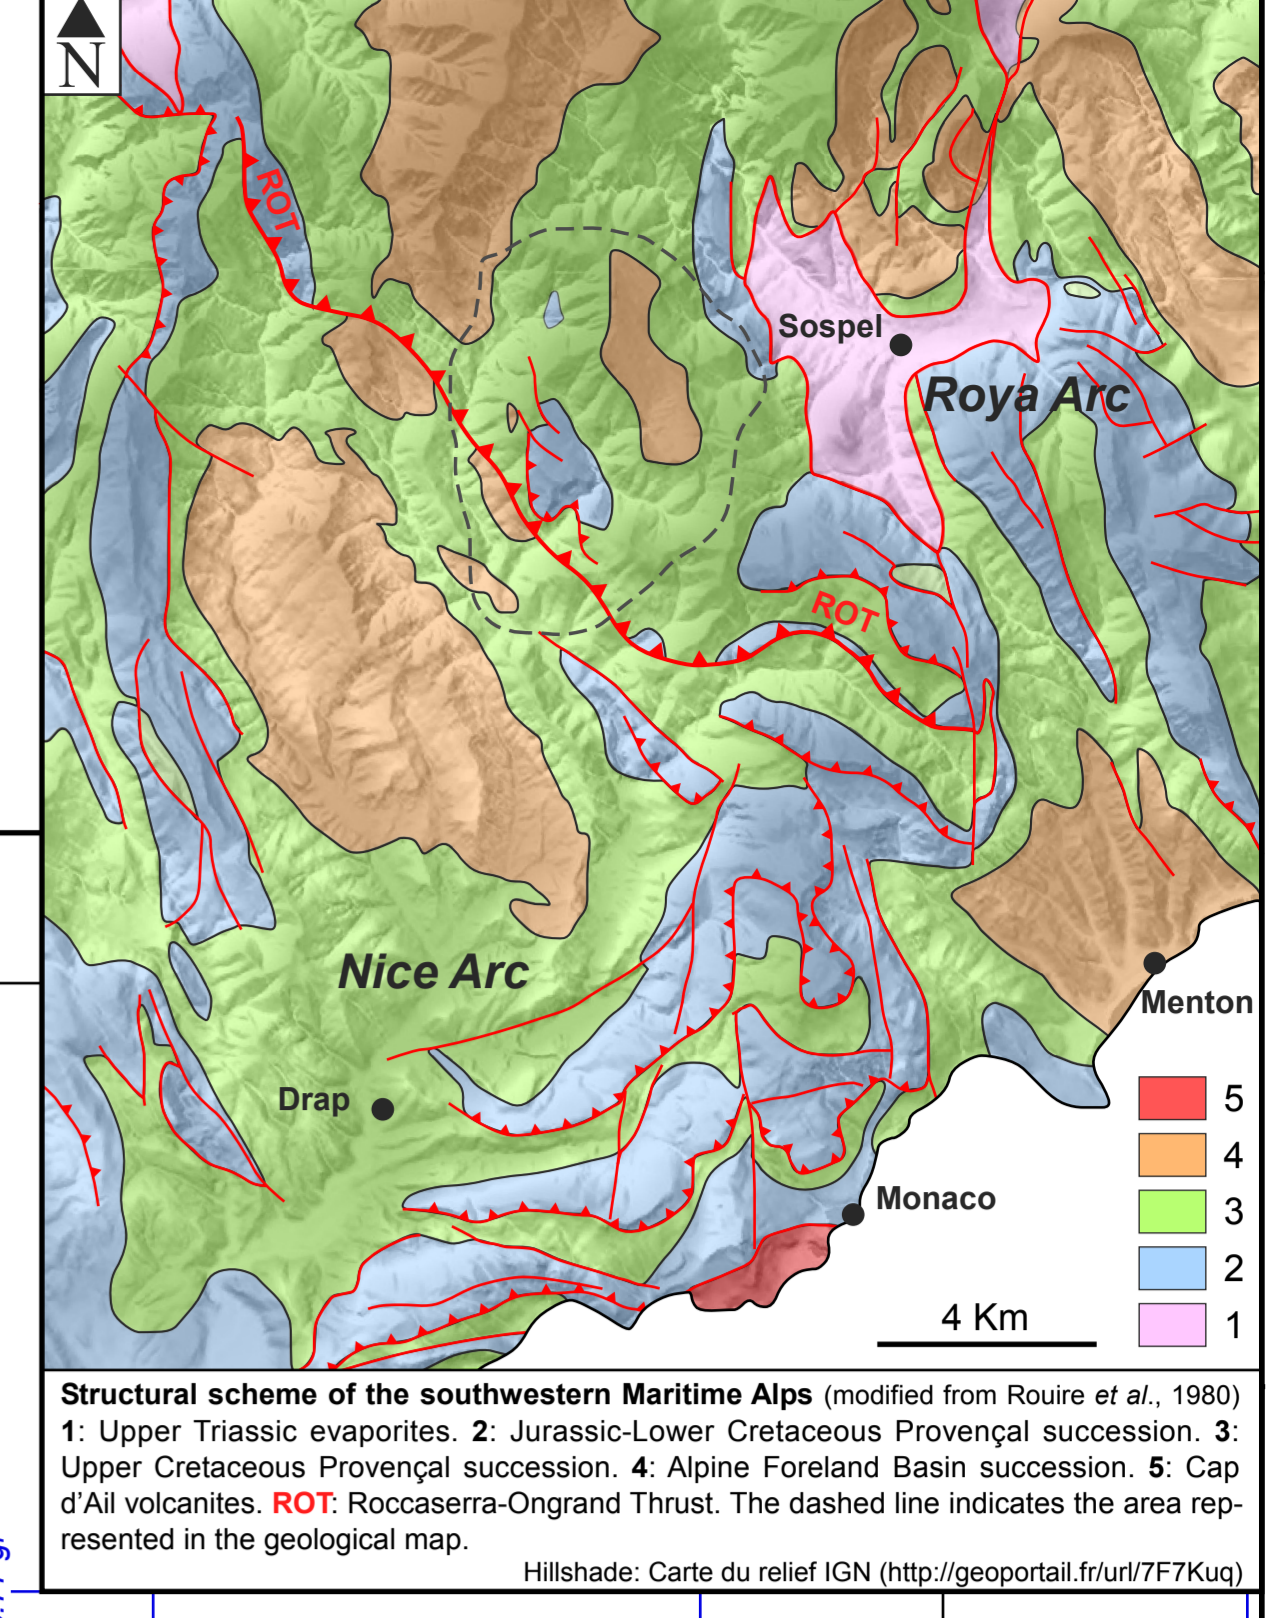 N
ROT
Sospel
Roya Arc
ROT
Nice Arc
Menton
Drap
Monaco
5
4
3
2
1
4 Km
Structural scheme of the southwestern Maritime Alps (modified from Rouire et al., 1980)
1: Upper Triassic evaporites. 2: Jurassic-Lower Cretaceous Provençal succession. 3:
Upper Cretaceous Provençal succession. 4: Alpine Foreland Basin succession. 5: Cap
d'Ail volcanites. ROT: Roccaserra-Ongrand Thrust. The dashed line indicates the area rep-
resented in the geological map.
Hillshade: Carte du relief IGN (http://geoportail.fr/url/7F7Kuq)